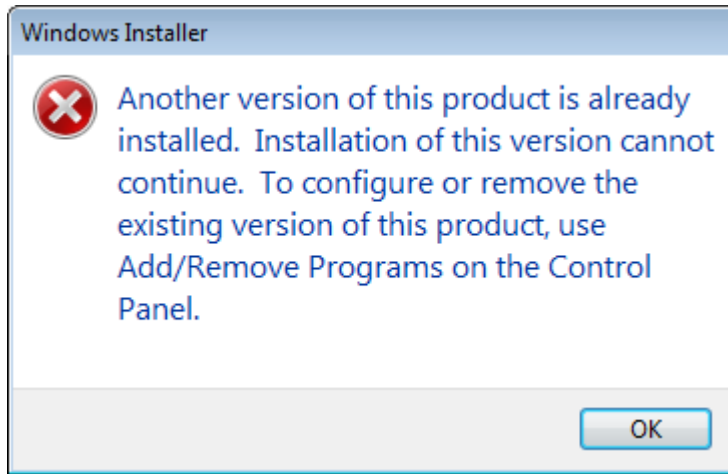 Windows Installer
Another version of this product is already
installed.  Installation of this version cannot
continue.  To configure or remove the
existing version of this product, use
Add/Remove Programs on the Control
Panel.
OK